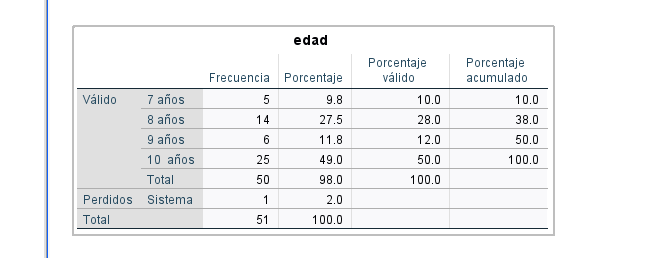 edad
Frecuencia Porcentaje Porcentaje válido Porcentaje acumulado
Válido 7 años 5 9.8 10.0 10.0
8 años 14 27.5 28.0 38.0
9 años 6 11.8 12.0 50.0
10 años 25 49.0 50.0 100.0
Total 50 98.0 100.0
Perdidos Sistema 1 2.0
Total 51 100.0